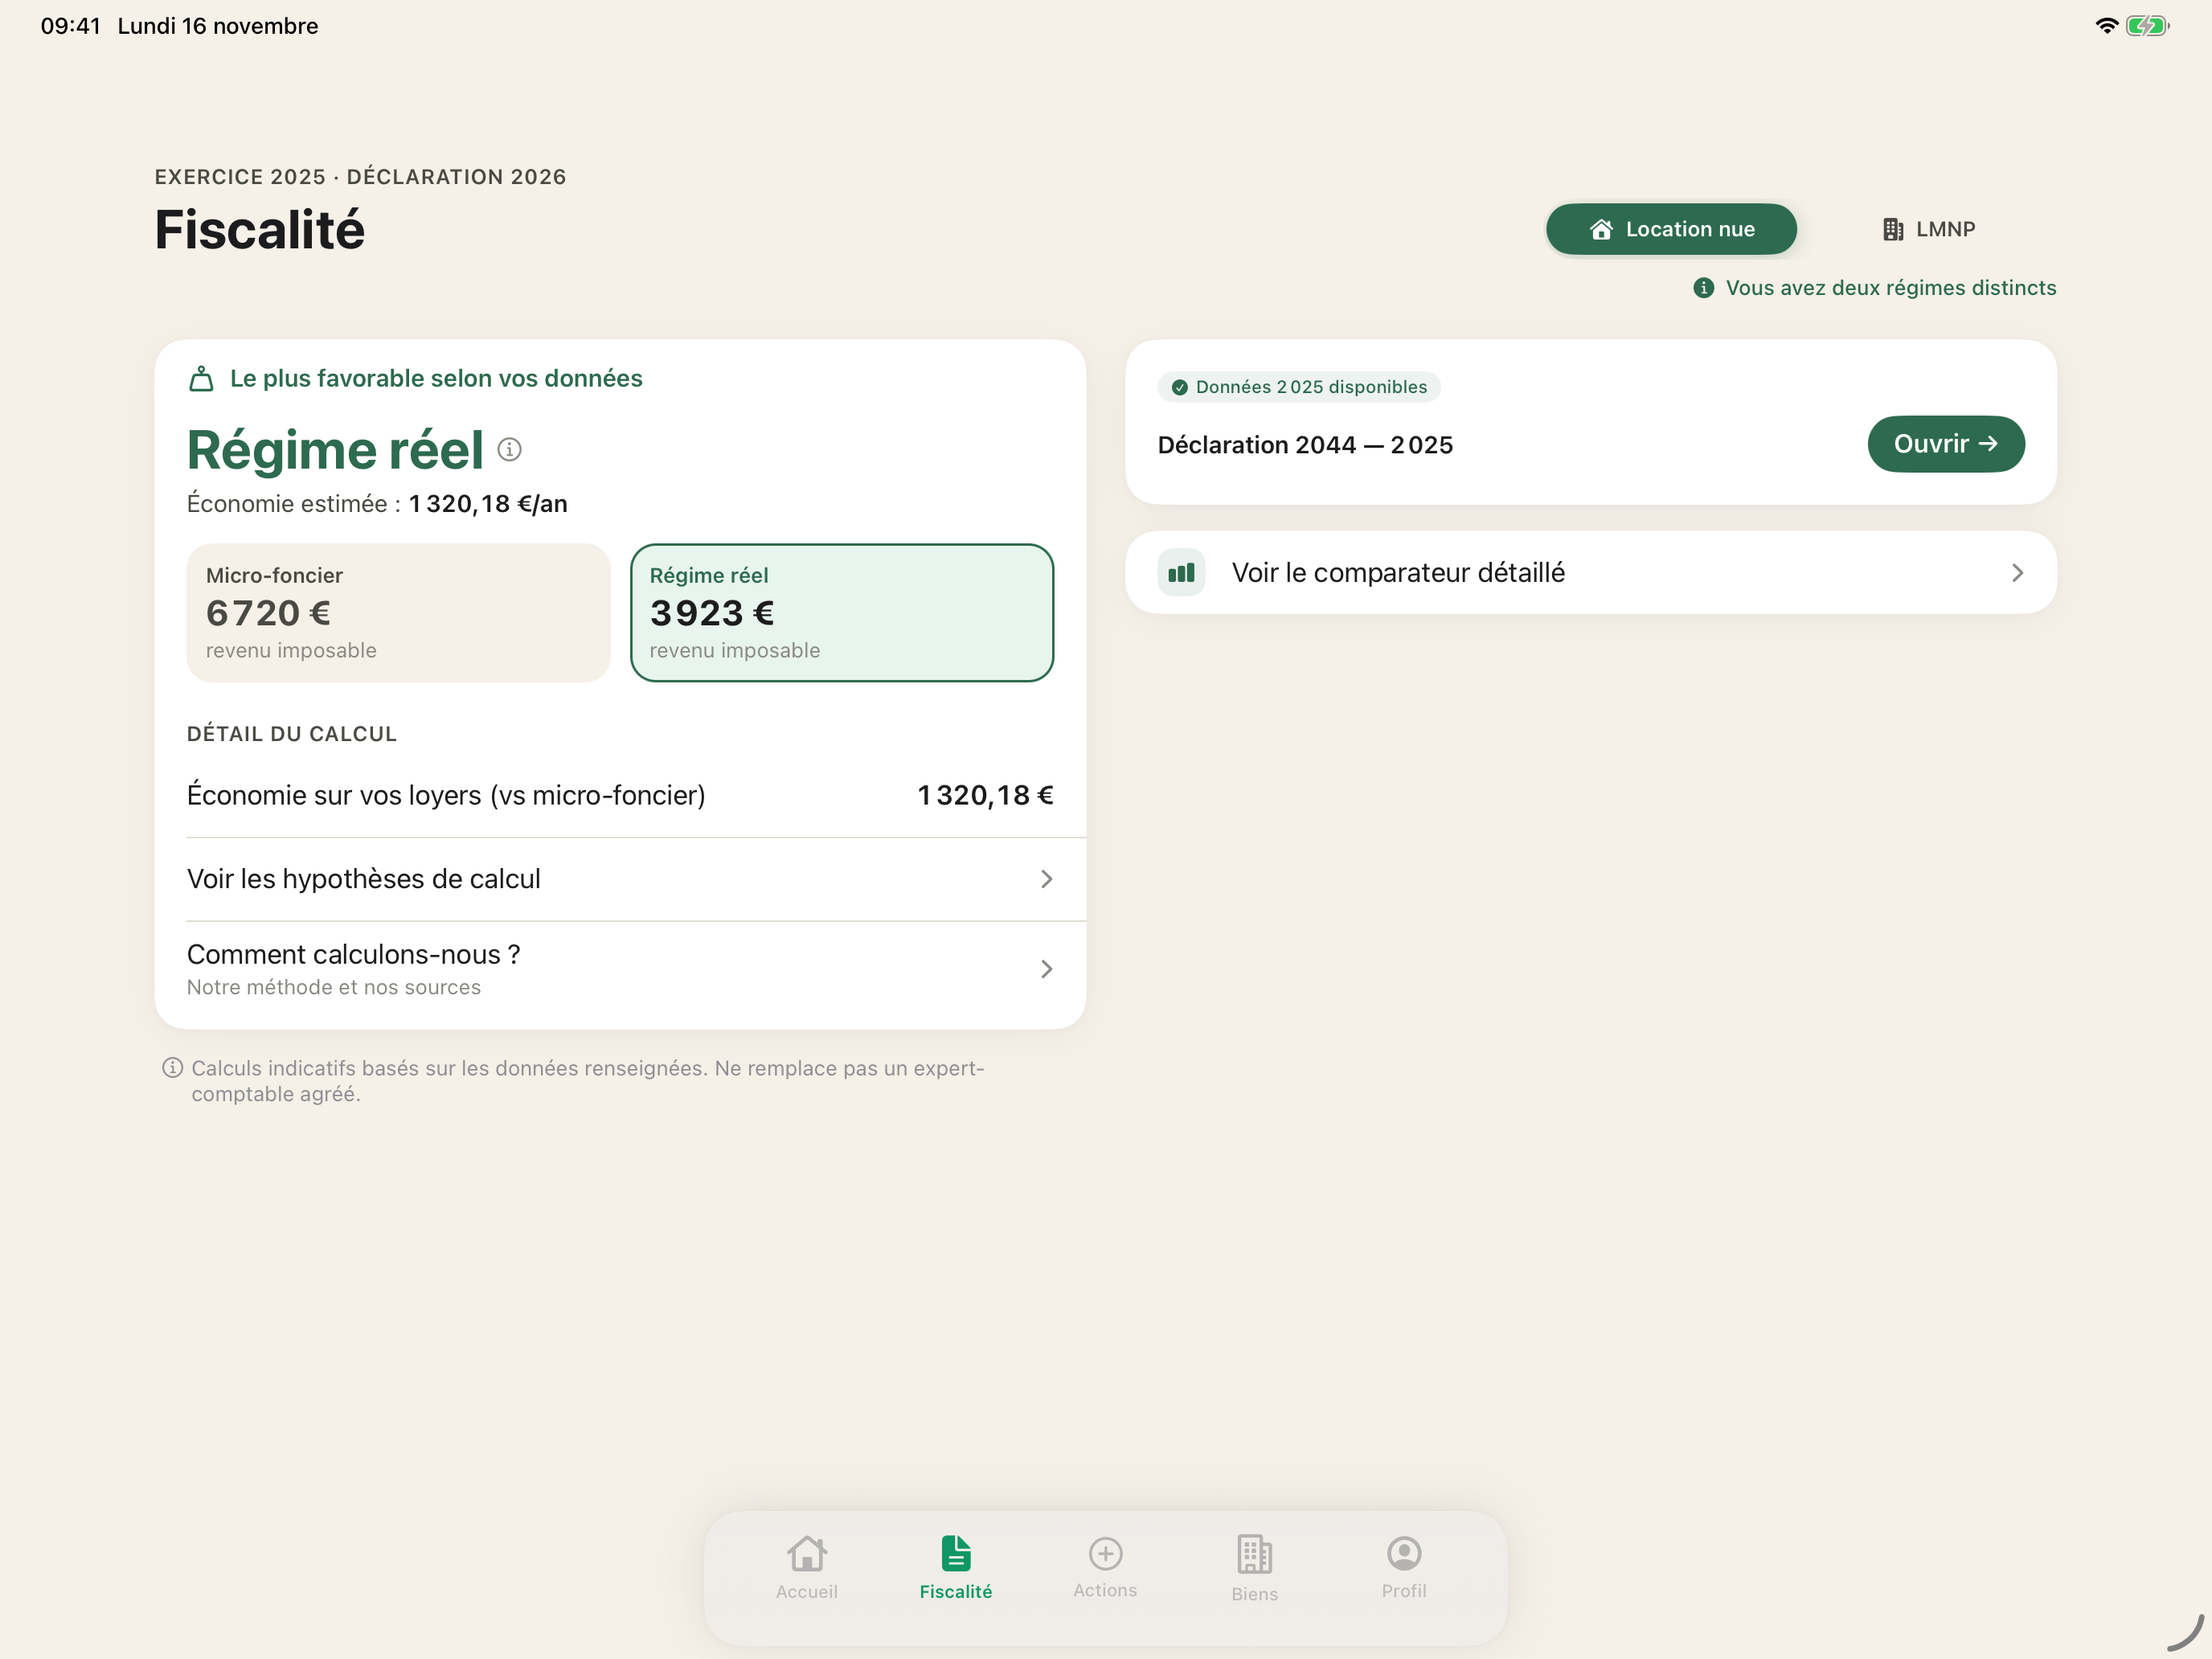 09:41 Lundi 16 novembre
EXERCICE 2025 · DÉCLARATION 2026
Fiscalité
Location nue
LMNP
Vous avez deux régimes distincts
Le plus favorable selon vos données
Régime réel
Économie estimée : 1 320,18 €/an
Micro-foncier
6 720 €
revenu imposable
Régime réel
3 923 €
revenu imposable
DÉTAIL DU CALCUL
Économie sur vos loyers (vs micro-foncier) 1 320,18 €
Voir les hypothèses de calcul
Comment calculons-nous ?
Notre méthode et nos sources
Calculs indicatifs basés sur les données renseignées. Ne remplace pas un expert-
comptable agréé.
Données 2 025 disponibles
Déclaration 2044 — 2 025
Ouvrir →
Voir le comparateur détaillé
Accueil
Fiscalité
Actions
Biens
Profil